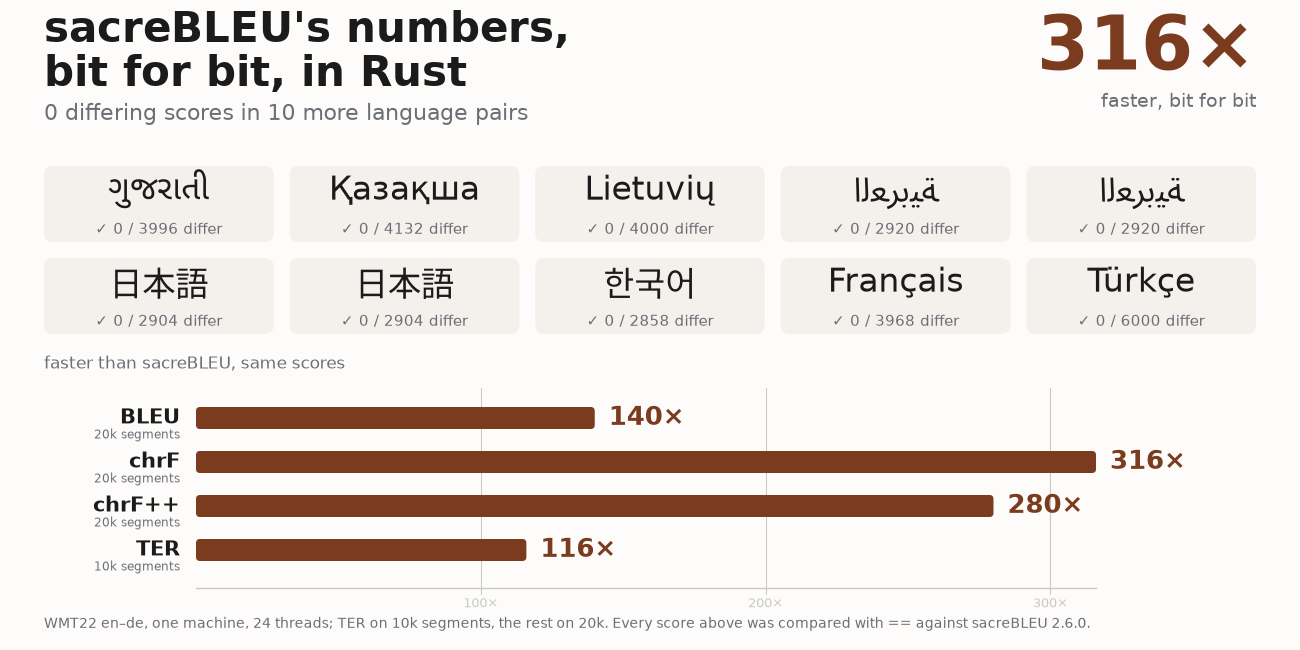 sacreBLEU's numbers,
bit for bit, in Rust
0 differing scores in 10 more language pairs
316×
faster, bit for bit
ગુજરાતી
✓ 0 / 3996 differ
Қазақша
✓ 0 / 4132 differ
Lietuvių
✓ 0 / 4000 differ
ةيبرعلا
✓ 0 / 2920 differ
ةيبرعلا
✓ 0 / 2920 differ
日本語
✓ 0 / 2904 differ
日本語
✓ 0 / 2904 differ
한국어
✓ 0 / 2858 differ
Français
✓ 0 / 3968 differ
Türkçe
✓ 0 / 6000 differ
faster than sacreBLEU, same scores
BLEU
20k segments
140×
chrF
20k segments
316×
chrF++
20k segments
280×
TER
10k segments
116×
100×
200×
300×
WMT22 en–de, one machine, 24 threads; TER on 10k segments, the rest on 20k. Every score above was compared with == against sacreBLEU 2.6.0.